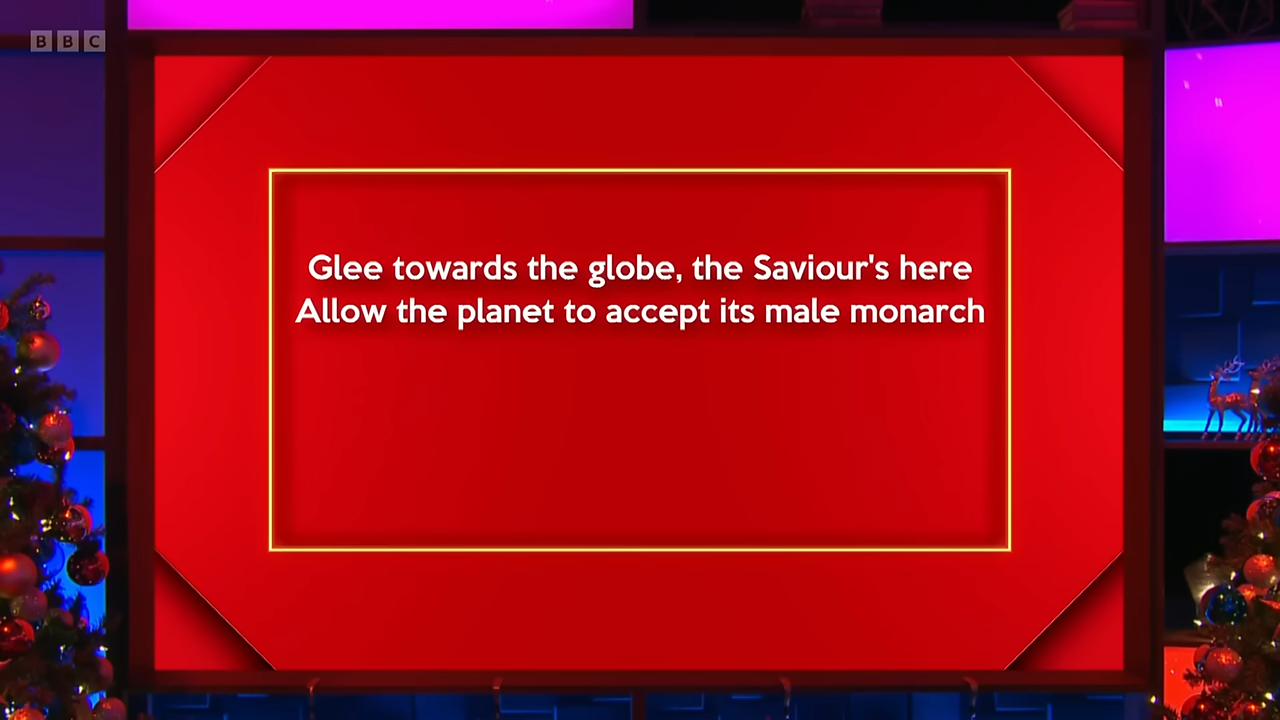 BBC
Glee towards the globe, the Saviour's here
Allow the planet to accept its male monarch